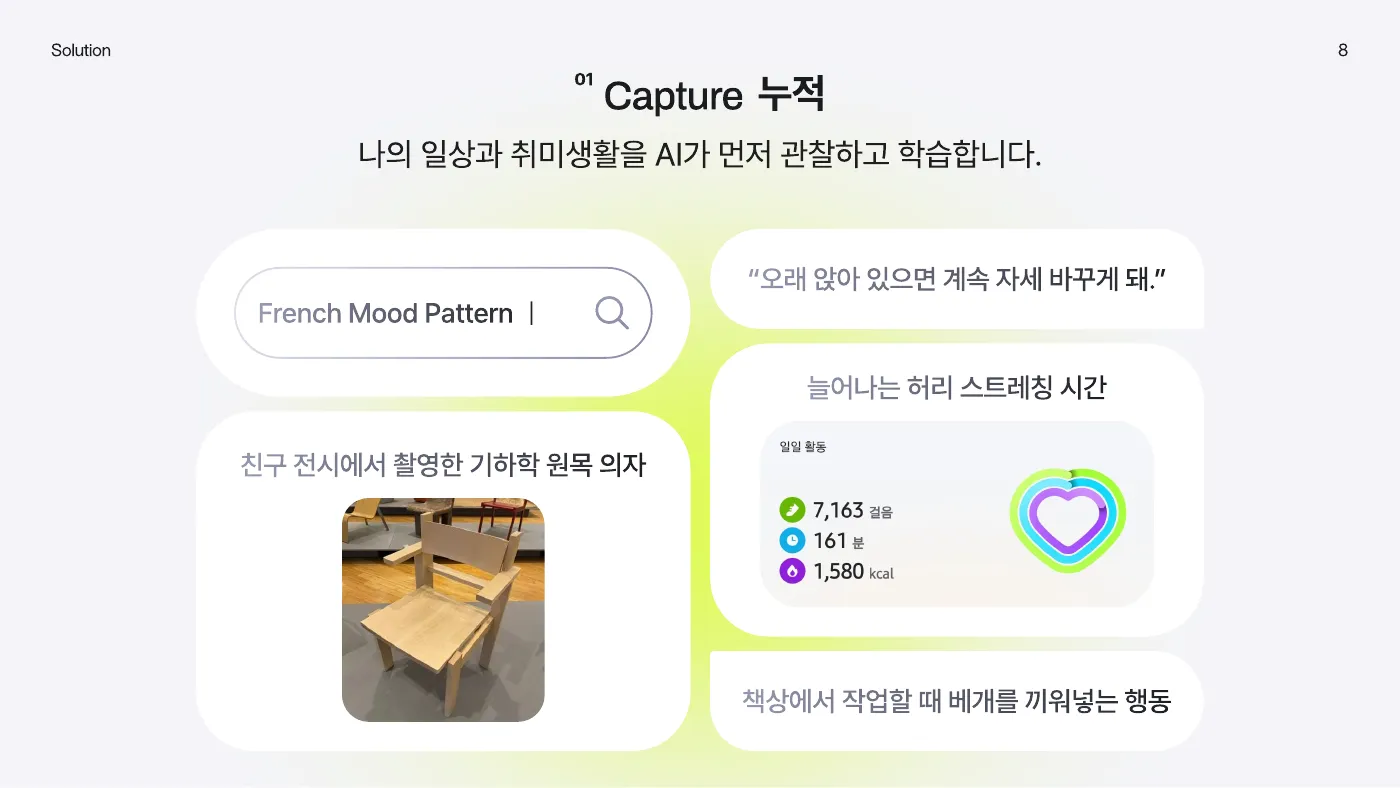 Solution
8
01 Capture 누적
나의 일상과 취미생활을 AI가 먼저 관찰하고 학습합니다.
French Mood Pattern |
친구 전시에서 촬영한 기하학 원목 의자
“오래 앉아 있으면 계속 자세 바꾸게 돼.”
늘어나는 허리 스트레칭 시간
일일 활동
7,163 걸음
161 분
1,580 kcal
책상에서 작업할 때 베개를 끼워넣는 행동